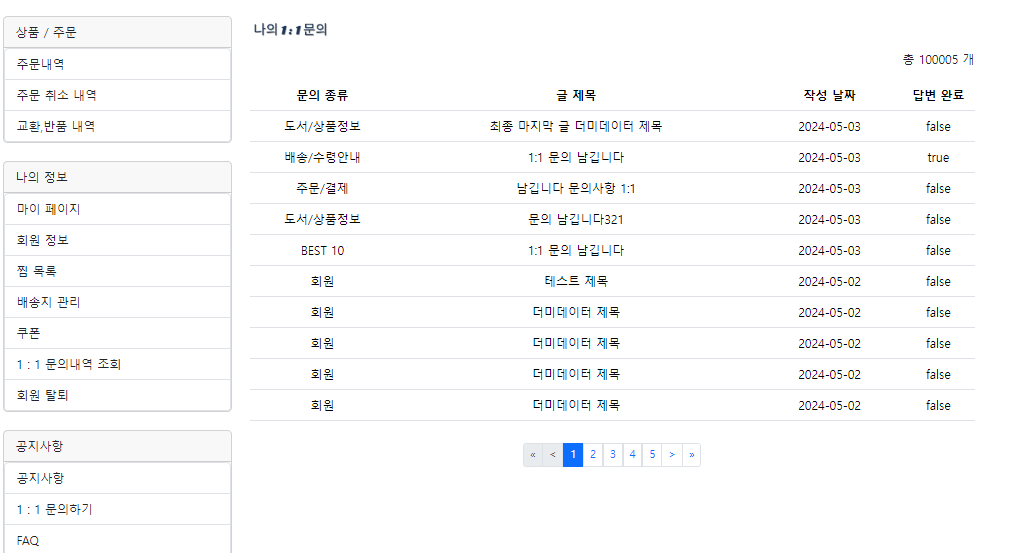 상품 / 주문
주문내역
주문 취소 내역
교환,반품 내역
나의 정보
마이 페이지
회원 정보
찜 목록
배송지 관리
쿠폰
1 : 1 문의내역 조회
회원 탈퇴
공지사항
공지사항
1 : 1 문의하기
FAQ
나의 1:1 문의
총 100005 개
문의 종류 글 제목 작성 날짜 답변 완료
도서/상품정보 최종 마지막 글 더미데이터 제목 2024-05-03 false
배송/수령안내 1:1 문의 남깁니다 2024-05-03 true
주문/결제 남깁니다 문의사항 1:1 2024-05-03 false
도서/상품정보 문의 남깁니다321 2024-05-03 false
BEST 10 1:1 문의 남깁니다 2024-05-03 false
회원 테스트 제목 2024-05-02 false
회원 더미데이터 제목 2024-05-02 false
회원 더미데이터 제목 2024-05-02 false
회원 더미데이터 제목 2024-05-02 false
회원 더미데이터 제목 2024-05-02 false
« < 1 2 3 4 5 > »